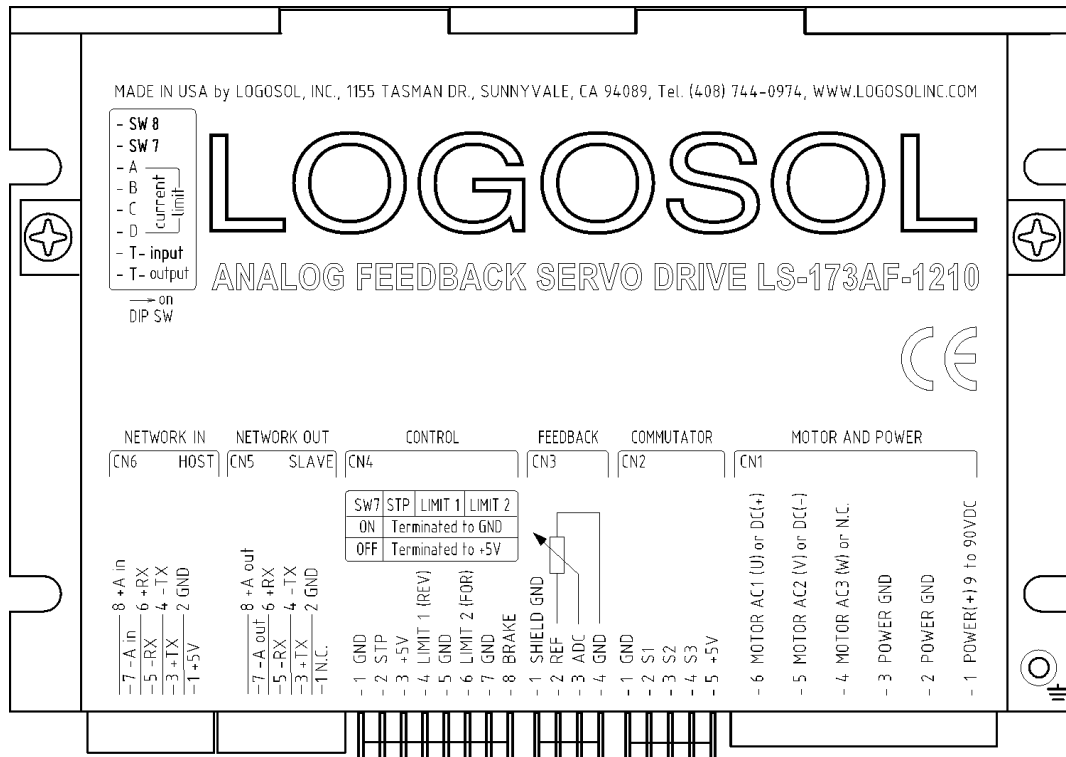 MADE IN USA by LOGOSOL, INC., 1155 TASMAN DR., SUNNYVALE, CA 94089, Tel. (408) 744-0974, WWW.LOGOSOLINC.COM
- SW 8
- SW 7
- A
- B
- C
- D
current limit
- T- input
- T- output
on
DIP SW
LOGOSOL
ANALOG FEEDBACK SERVO DRIVE LS-173AF-1210
CE
NETWORK IN
CN6 HOST
8 +A in
7 -A in
6 +RX
5 -RX
4 -TX
3 +TX
2 GND
1 +5V
NETWORK OUT
CN5 SLAVE
8 +A out
7 -A out
6 +RX
5 -RX
4 -TX
3 +TX
2 GND
1 N.C.
CONTROL
CN4
SW7 STP LIMIT 1 LIMIT 2
ON Terminated to GND
OFF Terminated to +5V
- 1 GND
- 2 STP
- 3 +5V
- 4 LIMIT 1 (REV)
- 5 GND
- 6 LIMIT 2 (FOR)
- 7 GND
- 8 BRAKE
FEEDBACK
CN3
- 1 SHIELD GND
- 2 REF
- 3 ADC
- 4 GND
COMMUTATOR
CN2
- 1 GND
- 2 S1
- 3 S2
- 4 S3
- 5 +5V
MOTOR AND POWER
CN1
- 6 MOTOR AC1 (U) or DC(+)
- 5 MOTOR AC2 (V) or DC(-)
- 4 MOTOR AC3 (W) or N.C.
- 3 POWER GND
- 2 POWER GND
- 1 POWER(+) 9 to 90VDC